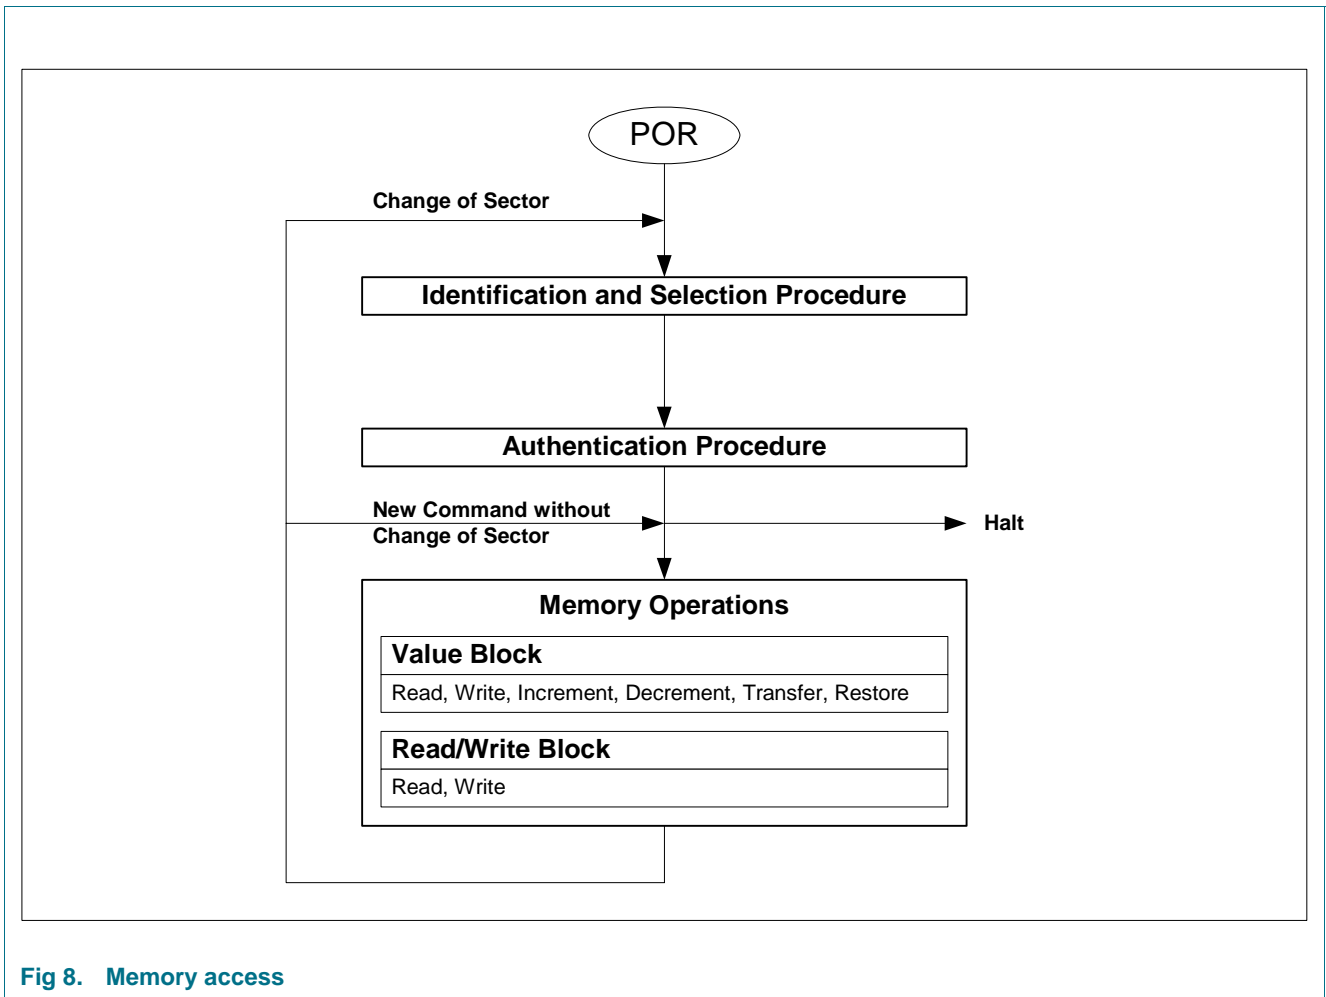 POR
Change of Sector
Identification and Selection Procedure
Authentication Procedure
New Command without
Change of Sector
Halt
Memory Operations
Value Block
Read, Write, Increment, Decrement, Transfer, Restore
Read/Write Block
Read, Write
Fig 8. Memory access